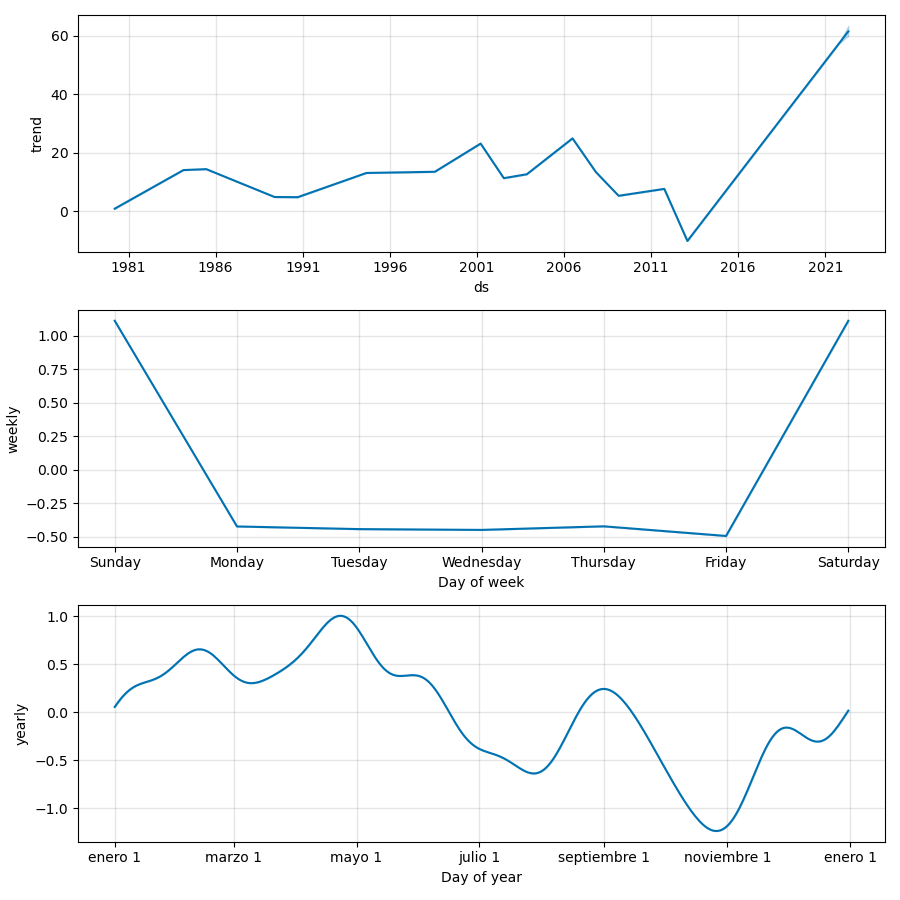 60
40
20
0
trend
1981 1986 1991 1996 2001 2006 2011 2016 2021
ds
1.00
0.75
0.50
0.25
0.00
−0.25
−0.50
weekly
Sunday Monday Tuesday Wednesday Thursday Friday Saturday
Day of week
1.0
0.5
0.0
−0.5
−1.0
yearly
enero 1 marzo 1 mayo 1 julio 1 septiembre 1 noviembre 1 enero 1
Day of year